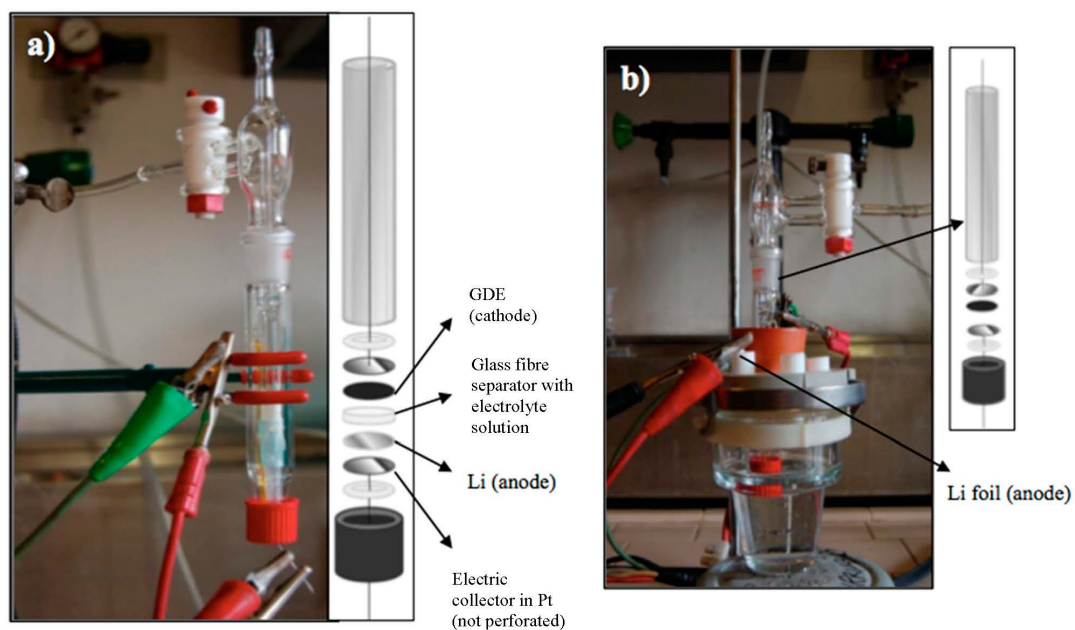 a)
GDE
(cathode)
Glass fibre
separator with
electrolyte
solution
Li (anode)
Electric
collector in Pt
(not perforated)
b)
Li foil (anode)